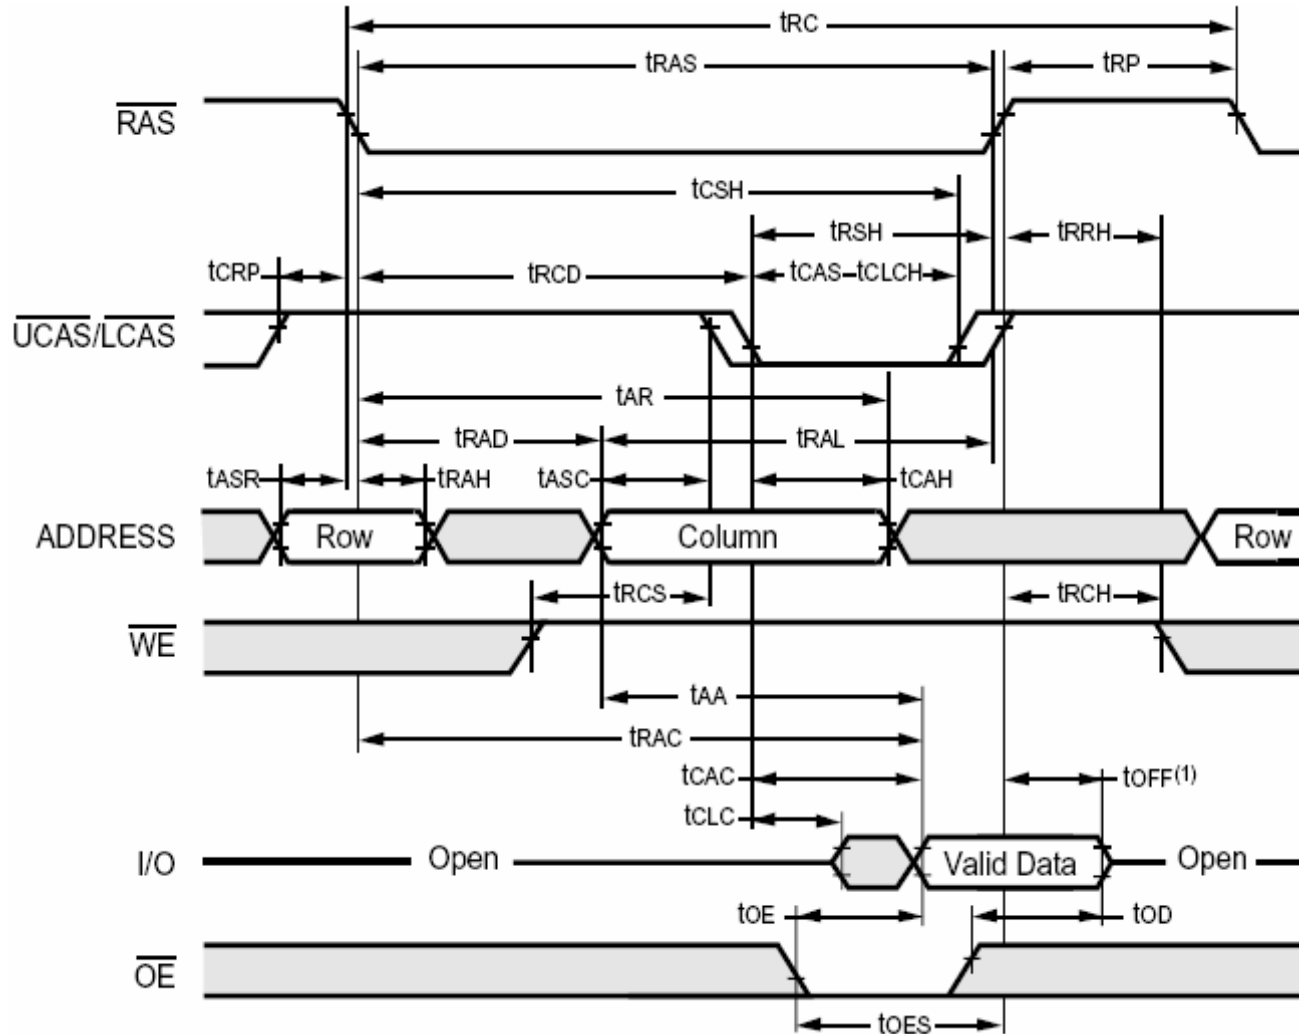 tRC
tRAS tRP
RAS
tCSH
tRSH tRRH
tCRP tRCD tCAS tCLCH
UCAS/LCAS
tAR
tRAD tRAL
tASR tRAH tASC tCAH
ADDRESS Row Column Row
tRCS tRCH
WE
tAA
tRAC
tCAC tOFF(1)
tCLC
I/O Open Valid Data Open
tOE tOD
OE
tOES